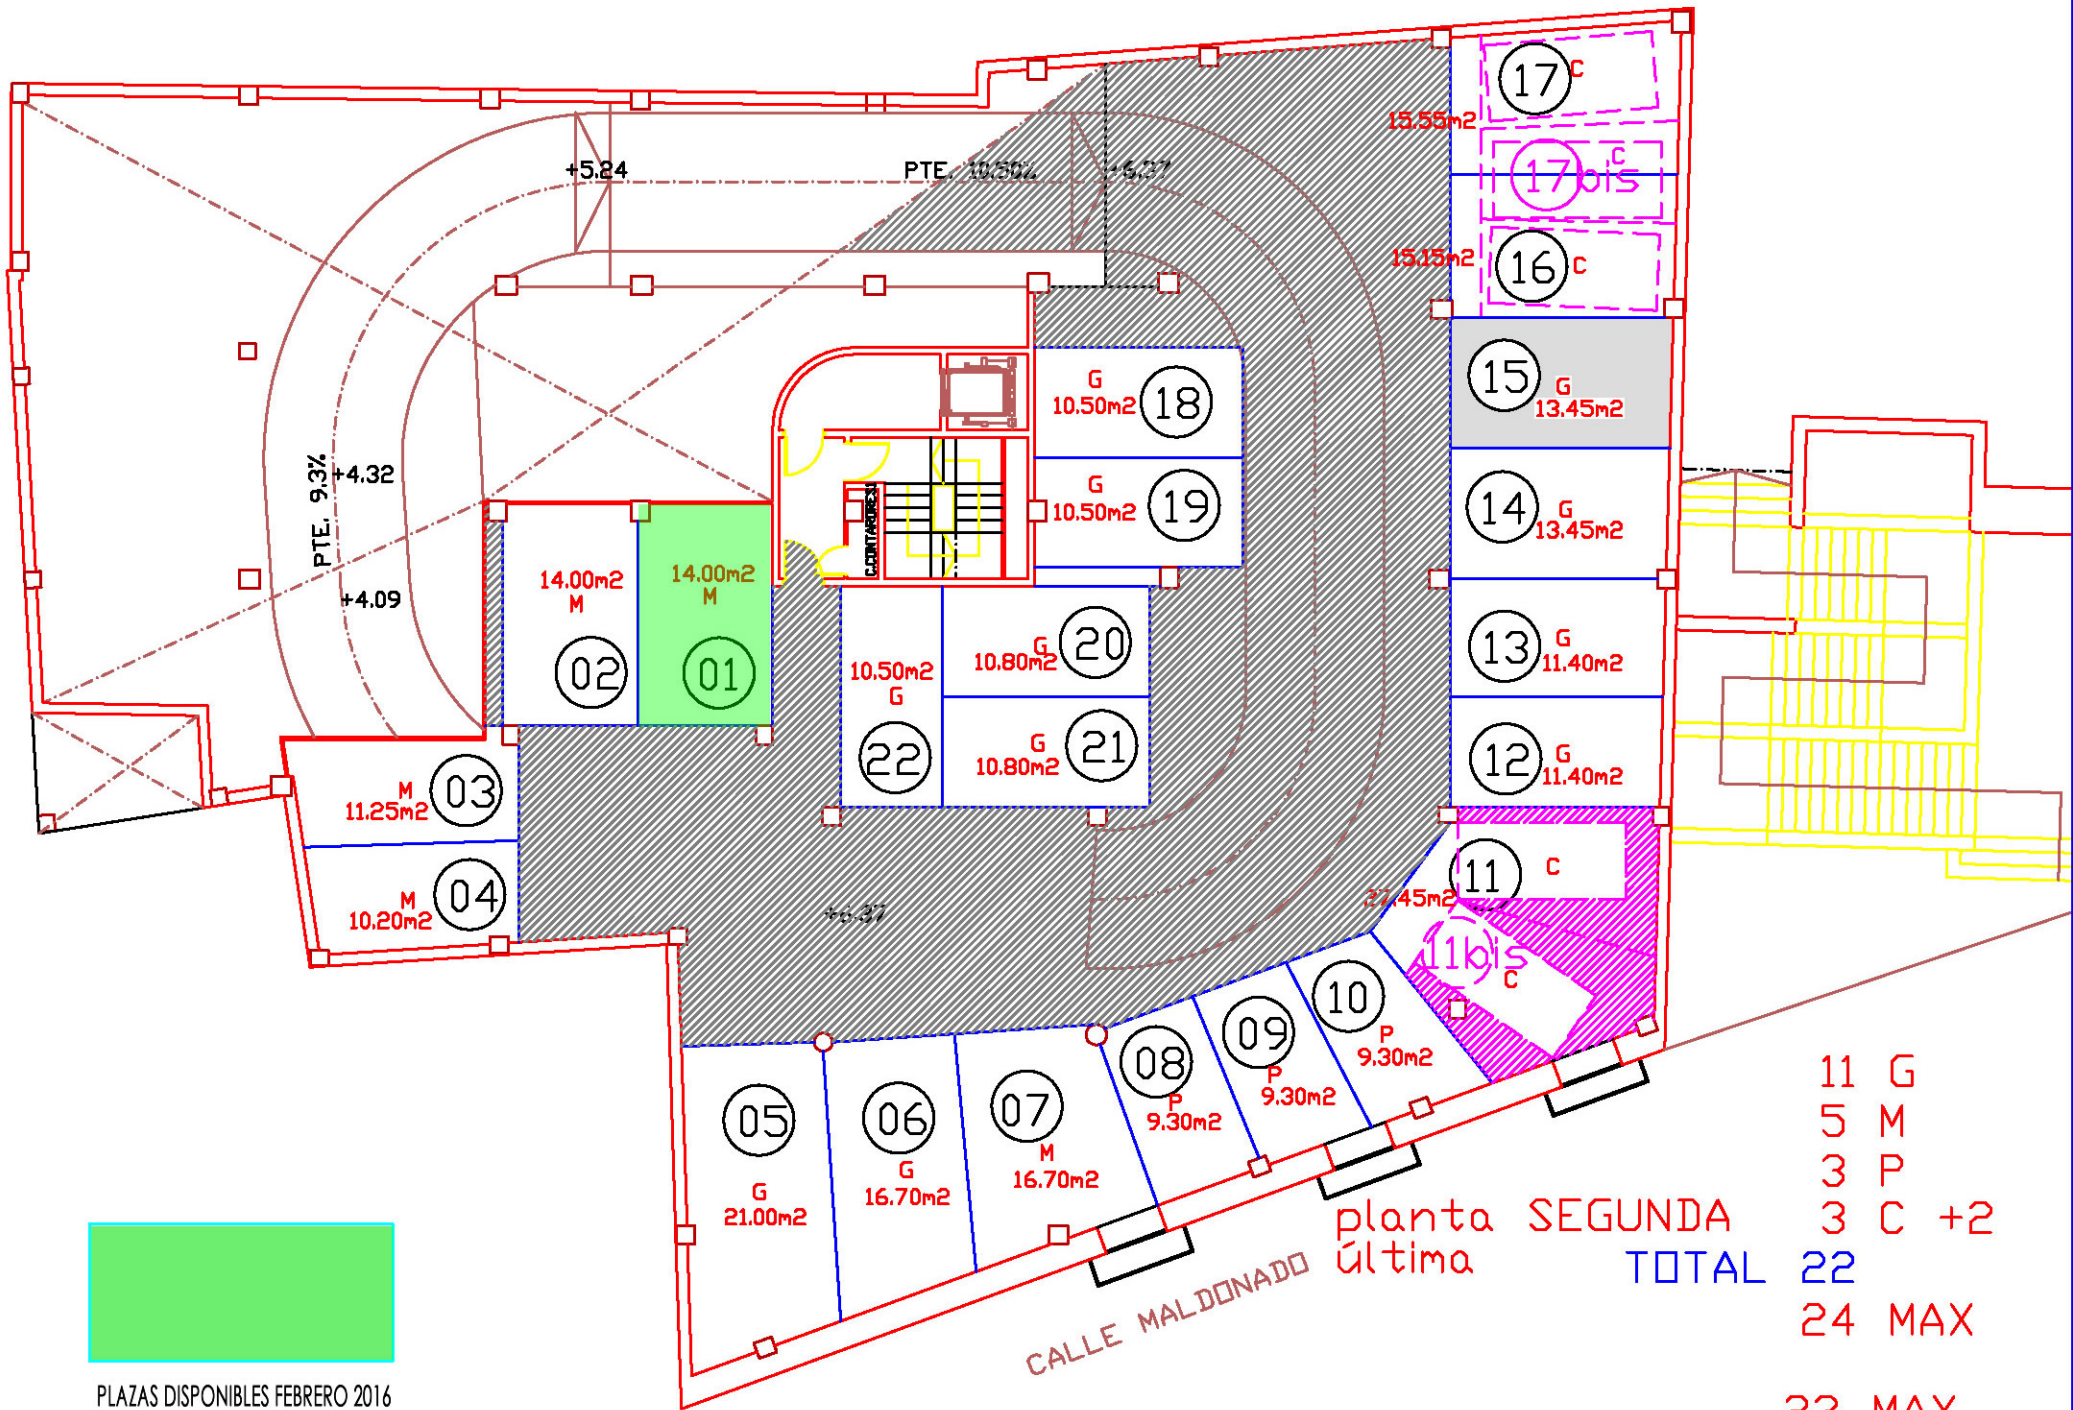 17 C
15.55m2
17bis C
15.15m2
16 C
+5.24
PTE. 10.50%
+6.37
15 G
13.45m2
G
10.50m2 18
G
10.50m2 19
14 G
13.45m2
PTE. 9.3%
+4.32
+4.09
C.CONTADORES1
14.00m2
M
02
14.00m2
M
01
G
10.80m2 20
10.50m2
G
22
G
10.80m2 21
13 G
11.40m2
12 G
11.40m2
M
11.25m2 03
M
10.20m2 04
+6.37
11 C
27.45m2
11bis
C
10
P
9.30m2
09
P
9.30m2
08
P
9.30m2
07
M
16.70m2
06
G
16.70m2
05
G
21.00m2
11 G
5 M
3 P
3 C +2
planta SEGUNDA
última
TOTAL 22
24 MAX
22 MAX
CALLE MALDONADO
PLAZAS DISPONIBLES FEBRERO 2016